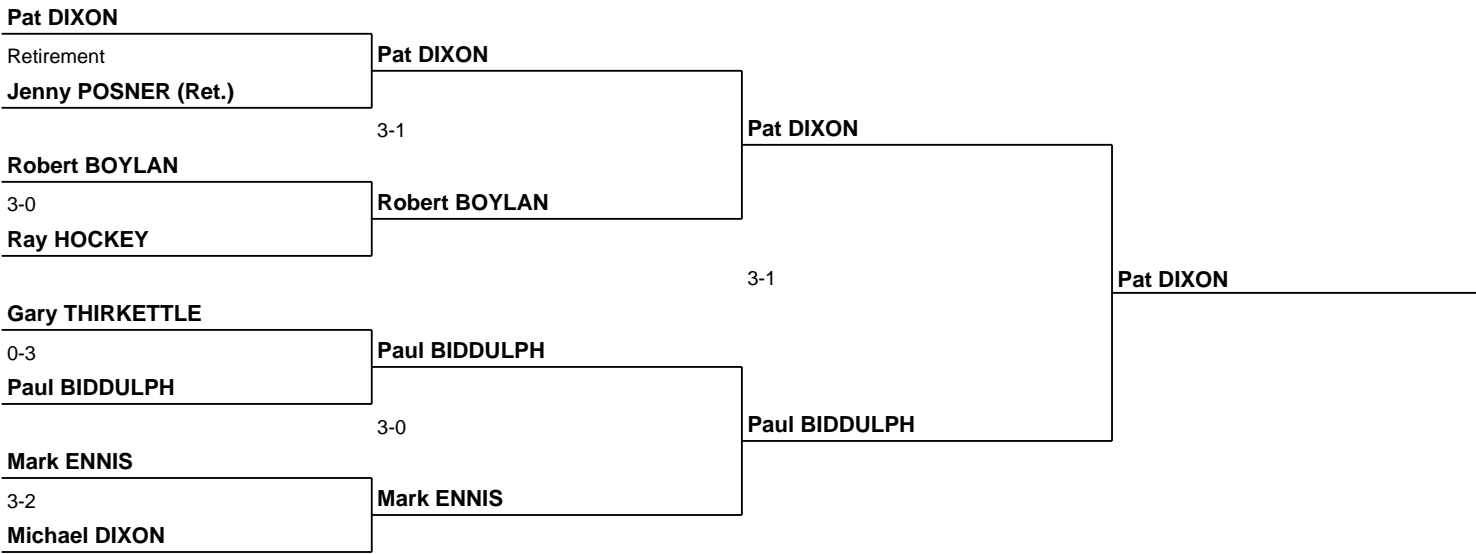 Pat DIXON
Retirement
Pat DIXON
Jenny POSNER (Ret.)
3-1
Pat DIXON
Robert BOYLAN
3-0
Robert BOYLAN
Ray HOCKEY
3-1
Pat DIXON
Gary THIRKETTLE
0-3
Paul BIDDULPH
Paul BIDDULPH
3-0
Paul BIDDULPH
Mark ENNIS
3-2
Mark ENNIS
Michael DIXON